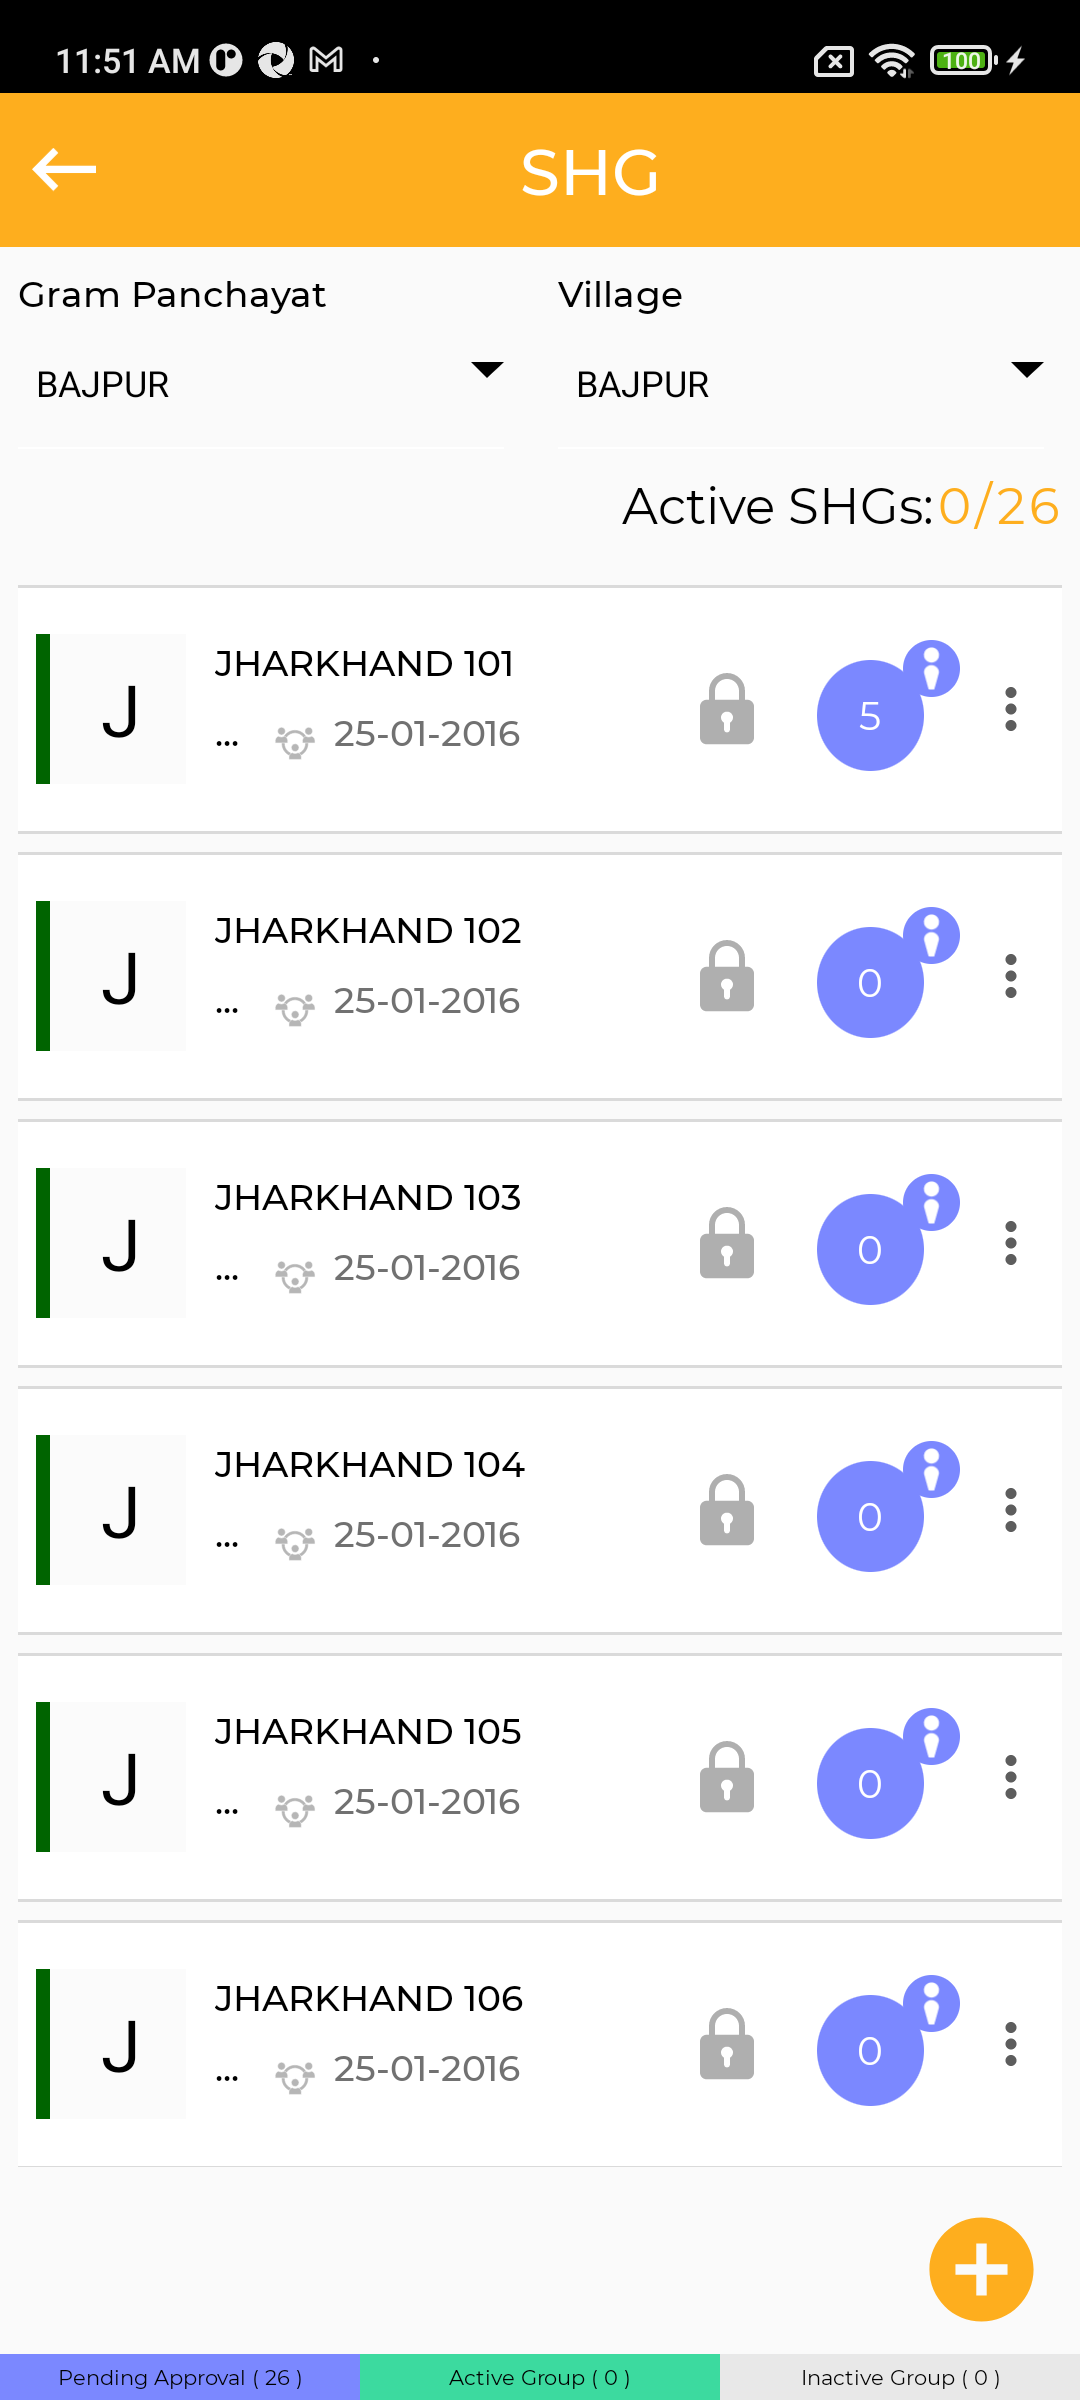 11:51 AM
100
SHG
Gram Panchayat
Village
BAJPUR
BAJPUR
Active SHGs:0/26
J
JHARKHAND 101
... 25-01-2016
5
J
JHARKHAND 102
... 25-01-2016
0
J
JHARKHAND 103
... 25-01-2016
0
J
JHARKHAND 104
... 25-01-2016
0
J
JHARKHAND 105
... 25-01-2016
0
J
JHARKHAND 106
... 25-01-2016
0
Pending Approval ( 26 )
Active Group ( 0 )
Inactive Group ( 0 )